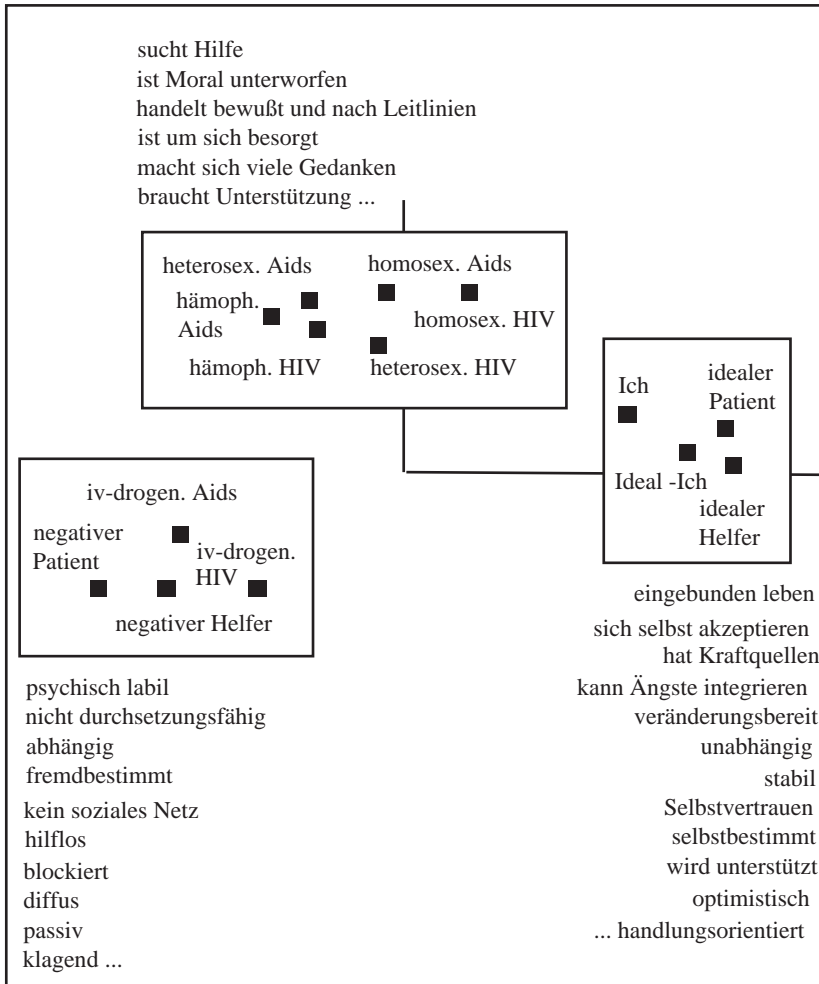 sucht Hilfe
ist Moral unterworfen
handelt bewußt und nach Leitlinien
ist um sich besorgt
macht sich viele Gedanken
braucht Unterstützung ...
heterosex. Aids
homosex. Aids
hämoph.
Aids
homosex. HIV
hämoph. HIV
heterosex. HIV
Ich
idealer
Patient
Ideal -Ich
idealer
Helfer
iv-drogen. Aids
negativer
Patient
iv-drogen.
HIV
negativer Helfer
psychisch labil
nicht durchsetzungsfähig
abhängig
fremdbestimmt
kein soziales Netz
hilflos
blockiert
diffus
passiv
klagend ...
eingebunden leben
sich selbst akzeptieren
hat Kraftquellen
kann Ängste integrieren
veränderungsbereit
unabhängig
stabil
Selbstvertrauen
selbstbestimmt
wird unterstützt
optimistisch
... handlungsorientiert